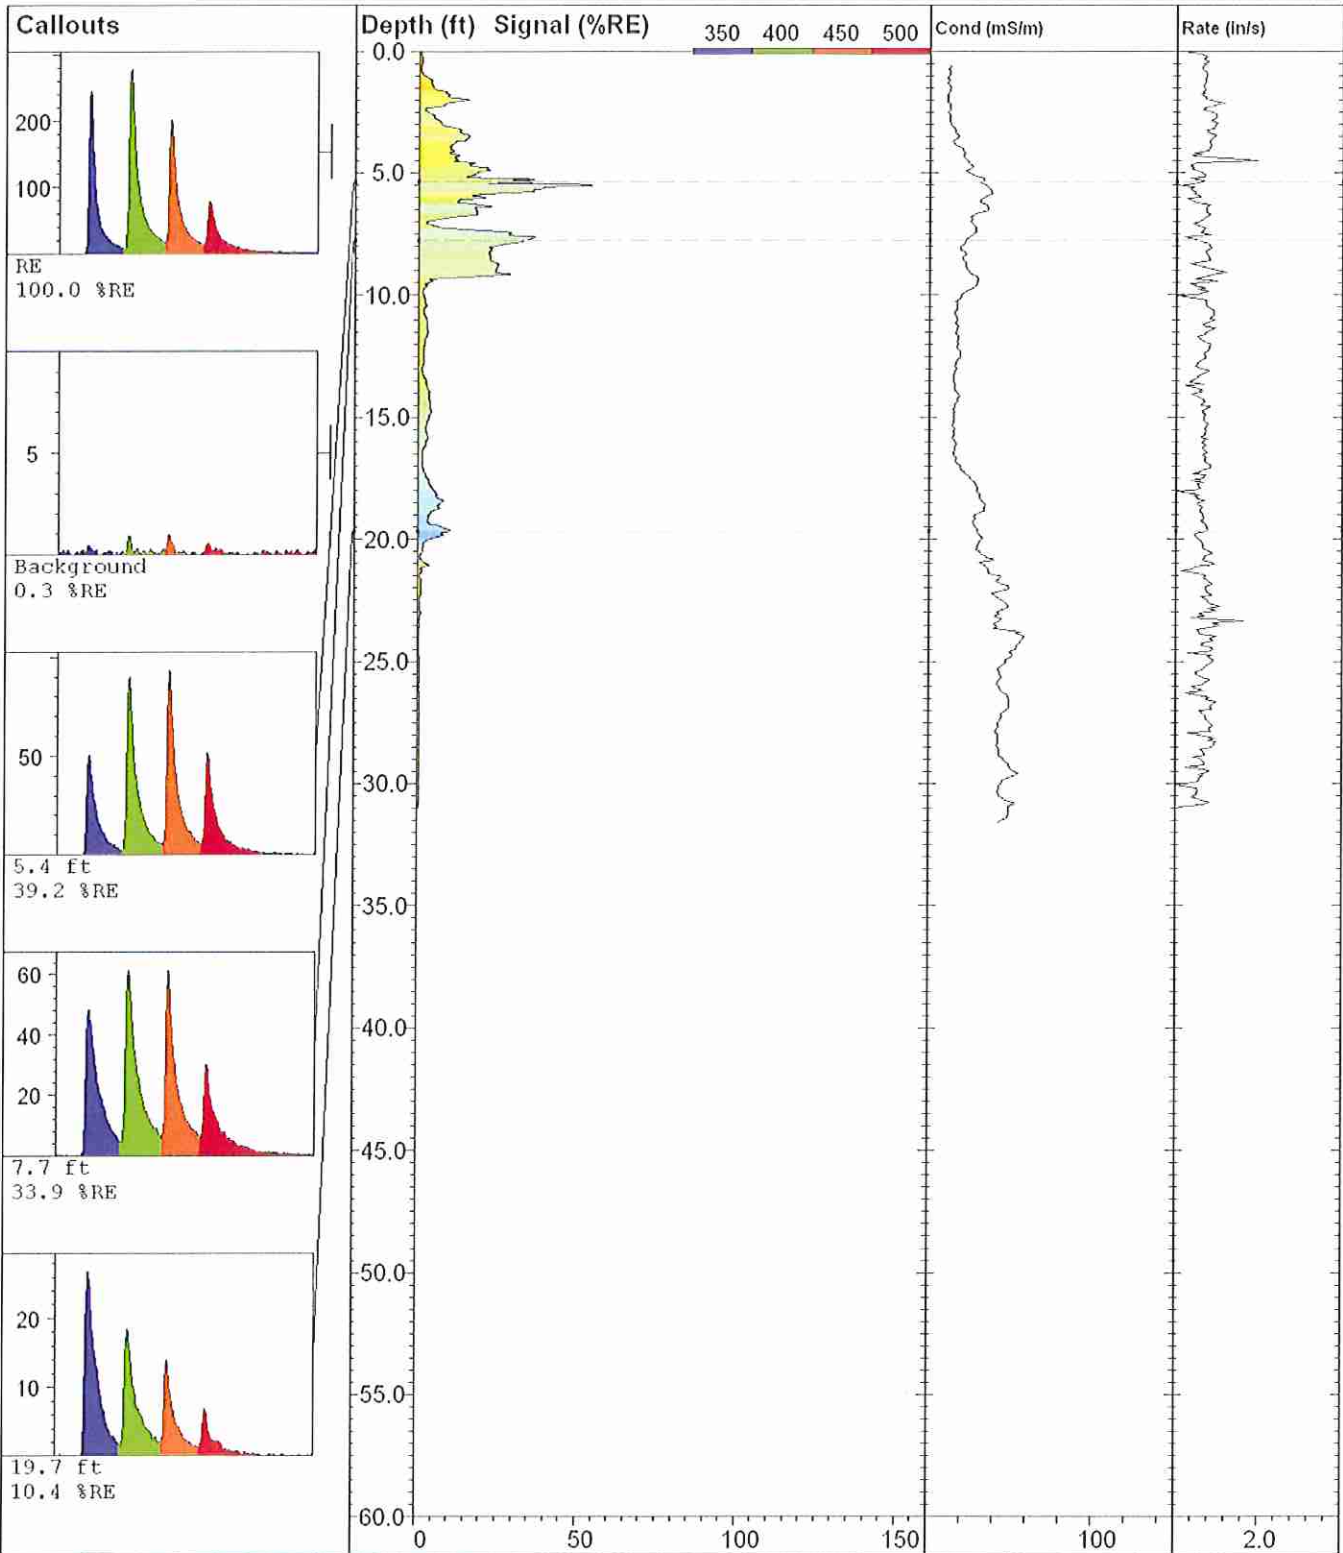 Callouts
Depth (ft) Signal (%RE)
350 400 450 500
Cond (mS/m)
Rate (in/s)
200
100
RE
100.0 %RE
5
Background
0.3 %RE
50
5.4 ft
39.2 %RE
60
40
20
7.7 ft
33.9 %RE
20
10
19.7 ft
10.4 %RE
0.0
5.0
10.0
15.0
20.0
25.0
30.0
35.0
40.0
45.0
50.0
55.0
60.0
0 50 100 150
100
2.0